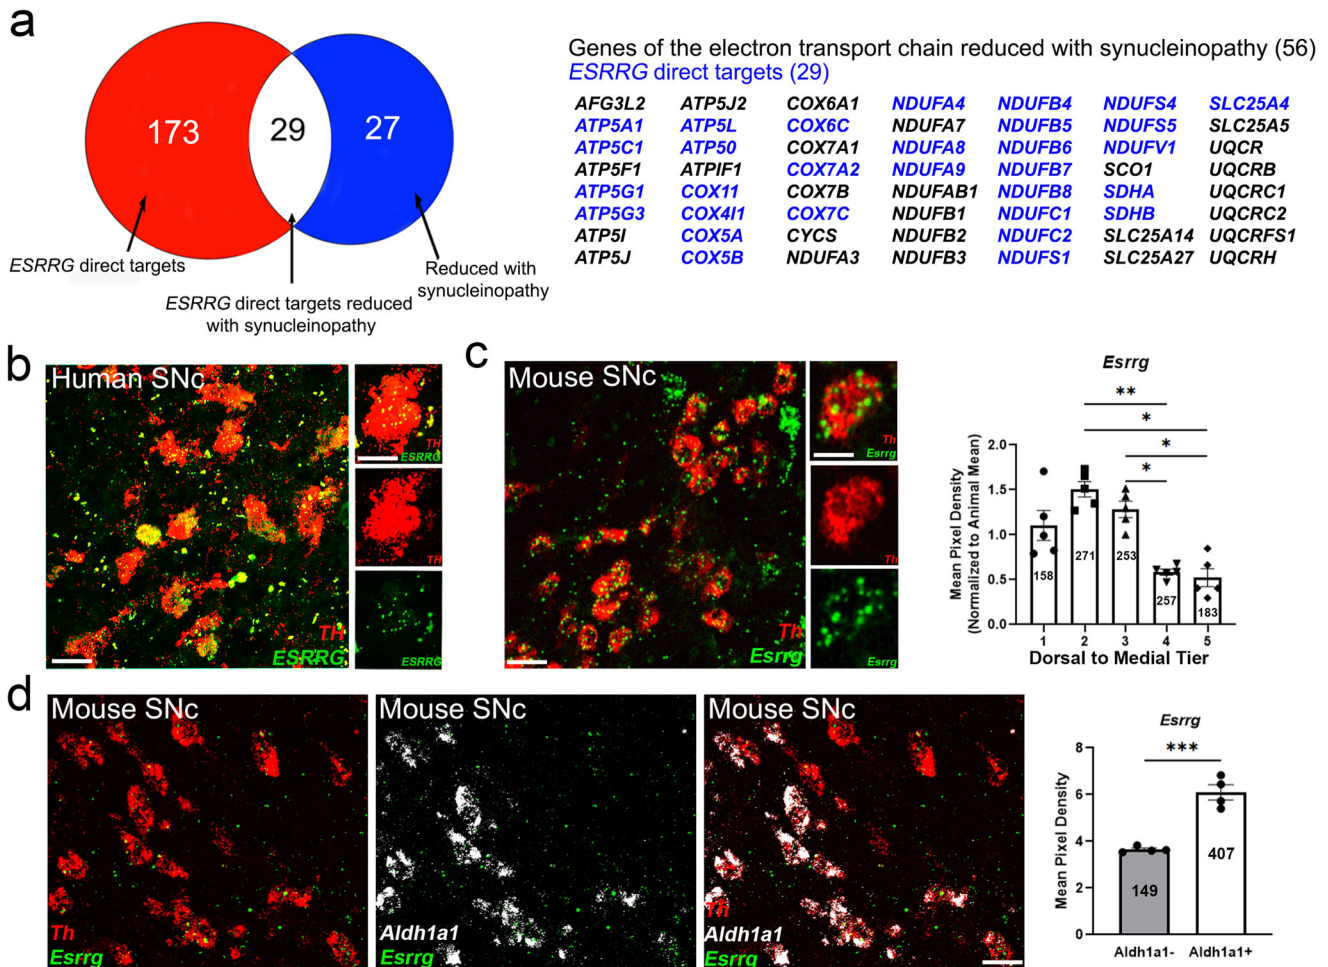 a
173
29
27
ESRRG direct targets
ESRRG direct targets reduced
with synucleinopathy
Reduced with
synucleinopathy
Genes of the electron transport chain reduced with synucleinopathy (56)
ESRRG direct targets (29)
AFG3L2 ATP5J2 COX6A1 NDUFA4 NDUFB4 NDUFS4 SLC25A4
ATP5A1 ATP5L COX6C NDUFA7 NDUFB5 NDUFS5 SLC25A5
ATP5C1 ATP50 COX7A1 NDUFA8 NDUFB6 NDUFV1 UQCR
ATP5F1 ATPIF1 COX7A2 NDUFA9 NDUFB7 SCO1 UQCRB
ATP5G1 COX11 COX7B NDUFAB1 NDUFB8 SDHA UQCRC1
ATP5G3 COX4I1 COX7C NDUFB1 NDUFC1 SDHB UQCRC2
ATP5I COX5A CYCS NDUFB2 NDUFC2 SLC25A14 UQCRFS1
ATP5J COX5B NDUFA3 NDUFB3 NDUFS1 SLC25A27 UQCRH
b
Human SNc
TH
ESRRG
TH
ESRRG
TH
ESRRG
c
Mouse SNc
Th
Esrrg
Th
Esrrg
Th
Esrrg
Esrrg
**
*
*
*
Mean Pixel Density
(Normalized to Animal Mean)
2.0
1.5
1.0
0.5
0.0
158
271
253
257
183
1 2 3 4 5
Dorsal to Medial Tier
d
Mouse SNc
Th
Esrrg
Mouse SNc
Aldh1a1
Esrrg
Mouse SNc
Th
Aldh1a1
Esrrg
Esrrg
***
Mean Pixel Density
8
6
4
2
0
149
407
Aldh1a1- Aldh1a1+